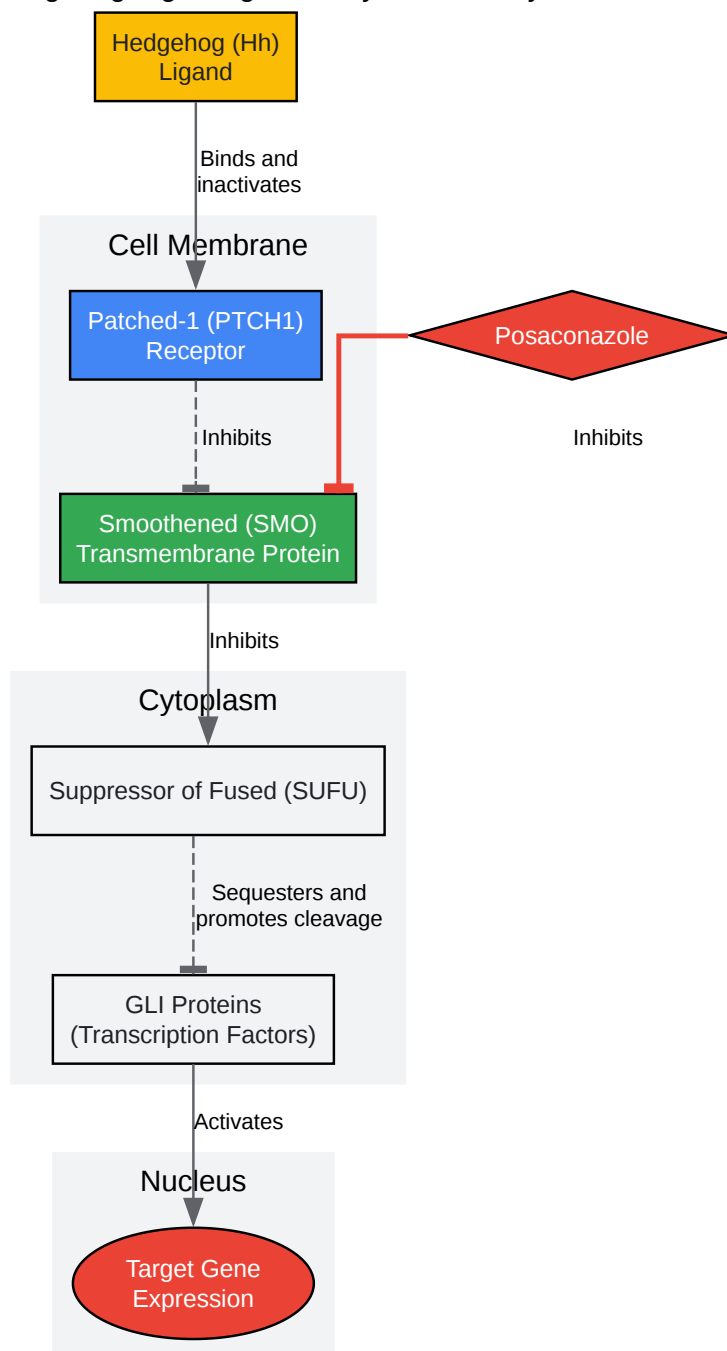 Hedgehog (Hh)
Ligand
Binds and
inactivates
Cell Membrane
Patched-1 (PTCH1)
Receptor
Posaconazole
Inhibits
Inhibits
Smoothened (SMO)
Transmembrane Protein
Inhibits
Cytoplasm
Suppressor of Fused (SUFU)
Sequesters and
promotes cleavage
GLI Proteins
(Transcription Factors)
Activates
Nucleus
Target Gene
Expression